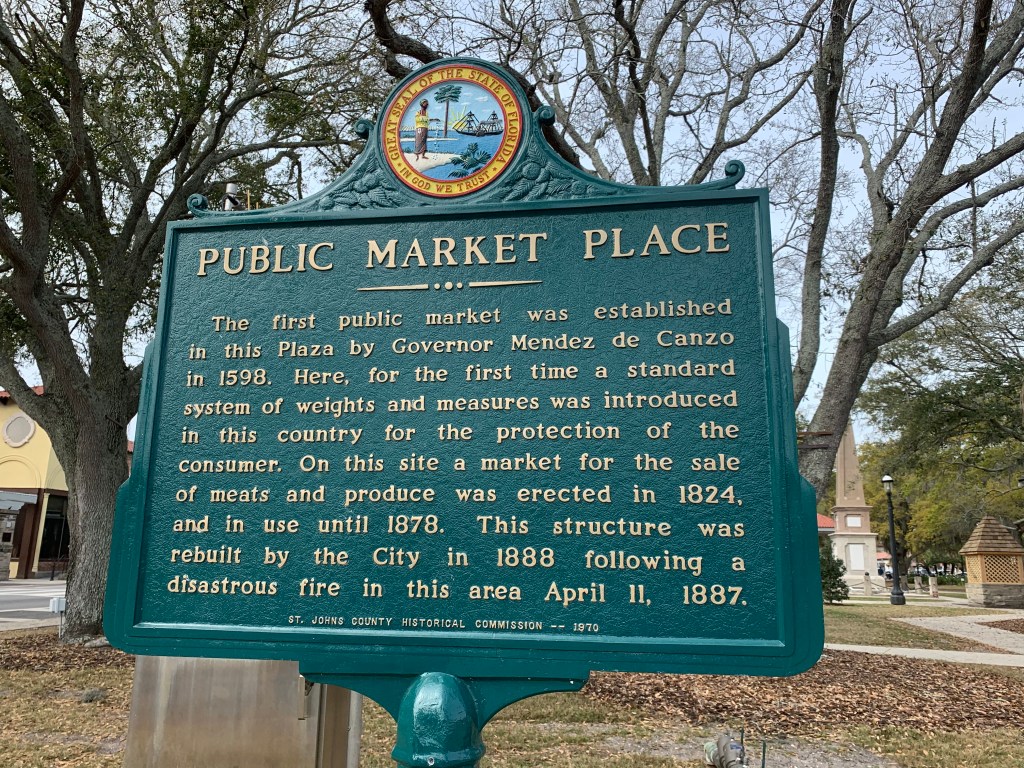 GREAT SEAL OF THE STATE OF FLORIDA
IN GOD WE TRUST
PUBLIC MARKET PLACE
The first public market was established
in this Plaza by Governor Mendez de Canzo
in 1598. Here, for the first time a standard
system of weights and measures was introduced
in this country for the protection of the
consumer. On this site a market for the sale
of meats and produce was erected in 1824,
and in use until 1878. This structure was
rebuilt by the City in 1888 following a
disastrous fire in this area April 11, 1887.
ST. JOHNS COUNTY HISTORICAL COMMISSION -- 1970